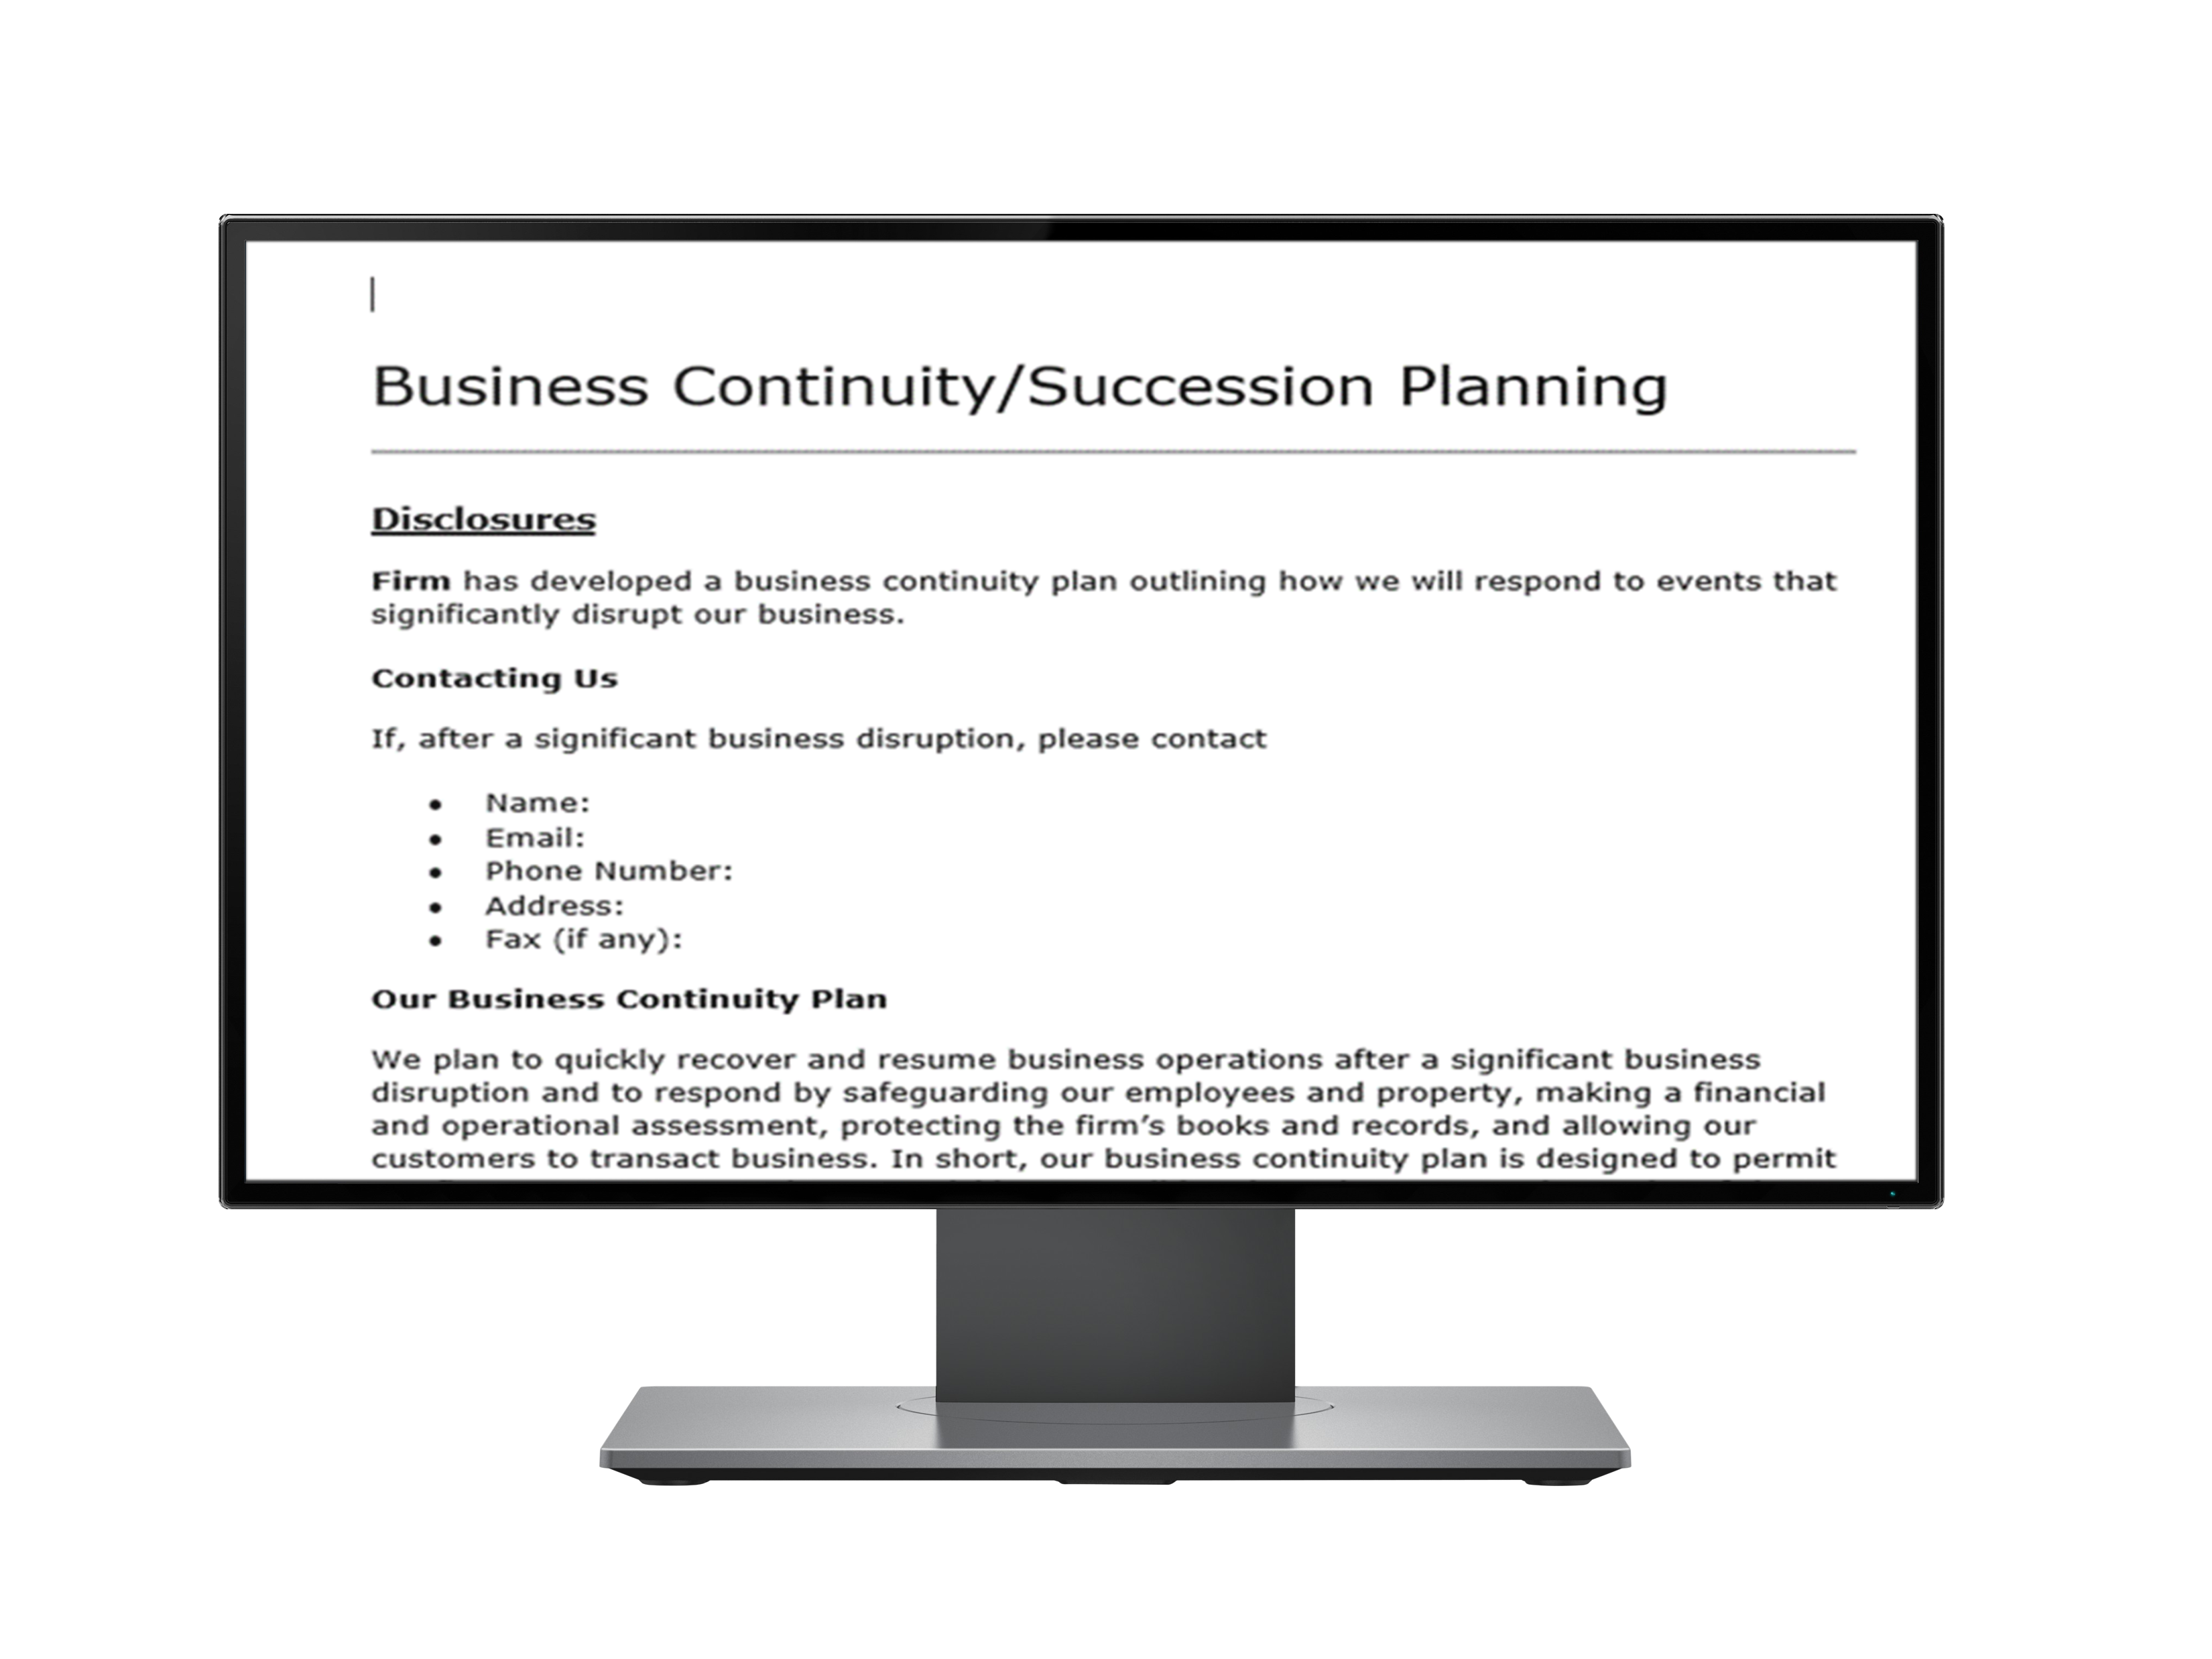 Business Continuity/Succession Planning
Disclosures
Firm has developed a business continuity plan outlining how we will respond to events that
significantly disrupt our business.
Contacting Us
If, after a significant business disruption, please contact
• Name:
• Email:
• Phone Number:
• Address:
• Fax (if any):
Our Business Continuity Plan
We plan to quickly recover and resume business operations after a significant business
disruption and to respond by safeguarding our employees and property, making a financial
and operational assessment, protecting the firm’s books and records, and allowing our
customers to transact business. In short, our business continuity plan is designed to permit